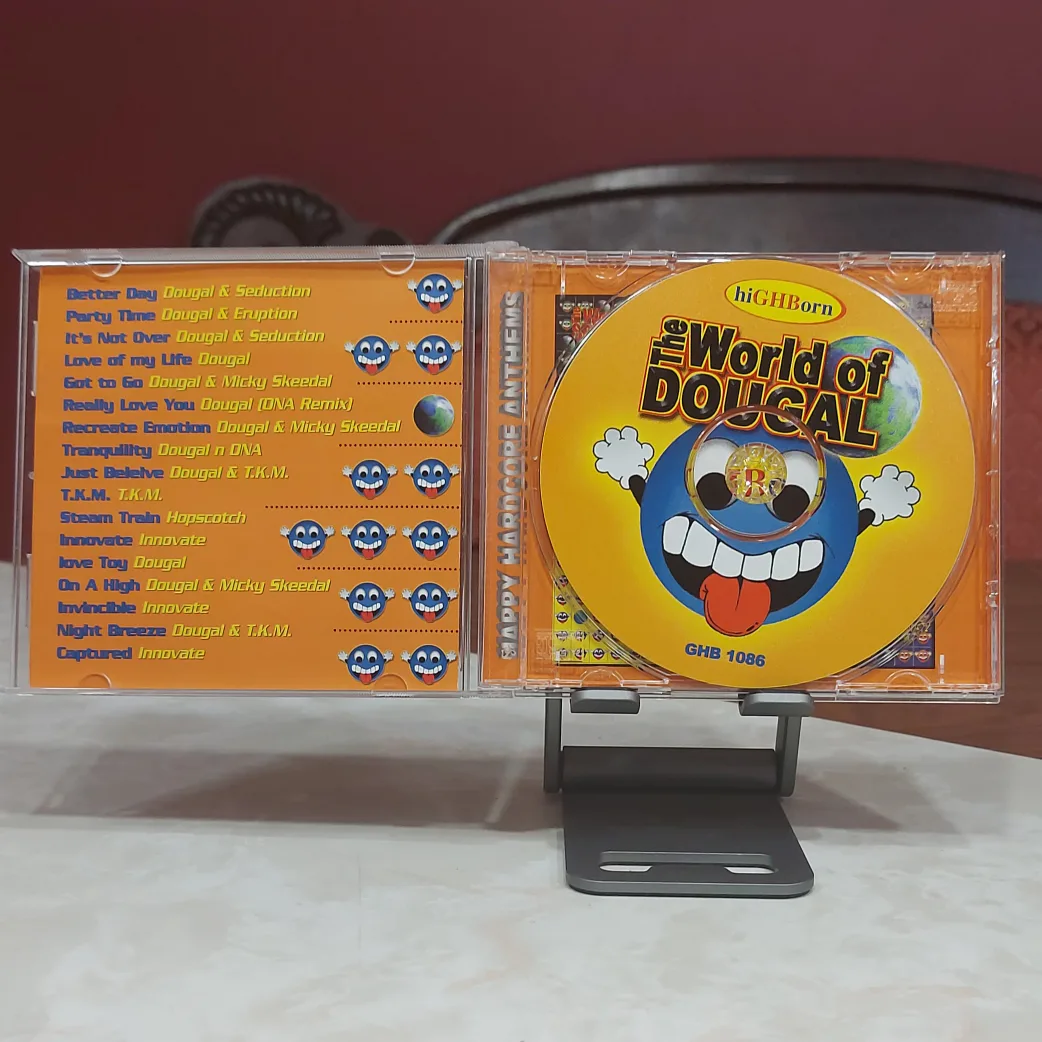 Better Day Dougal & Seduction
Party Time Dougal & Eruption
It's Not Over Dougal & Seduction
Love of my Life Dougal
Got to Go Dougal & Micky Skeedal
Really Love You Dougal (DNA Remix)
Recreate Emotion Dougal & Micky Skeedal
Tranquility Dougal n DNA
Just Beleive Dougal & T.K.M.
T.K.M. T.K.M.
Steam Train Hopscotch
Innovate Innovate
love Toy Dougal
On A High Dougal & Micky Skeedal
Invincible Innovate
Night Breeze Dougal & T.K.M.
Captured Innovate
HAPPY HARDCORE ANTHEMS
hiGHBorn
The World of
DOUGAL
R
GHB 1086